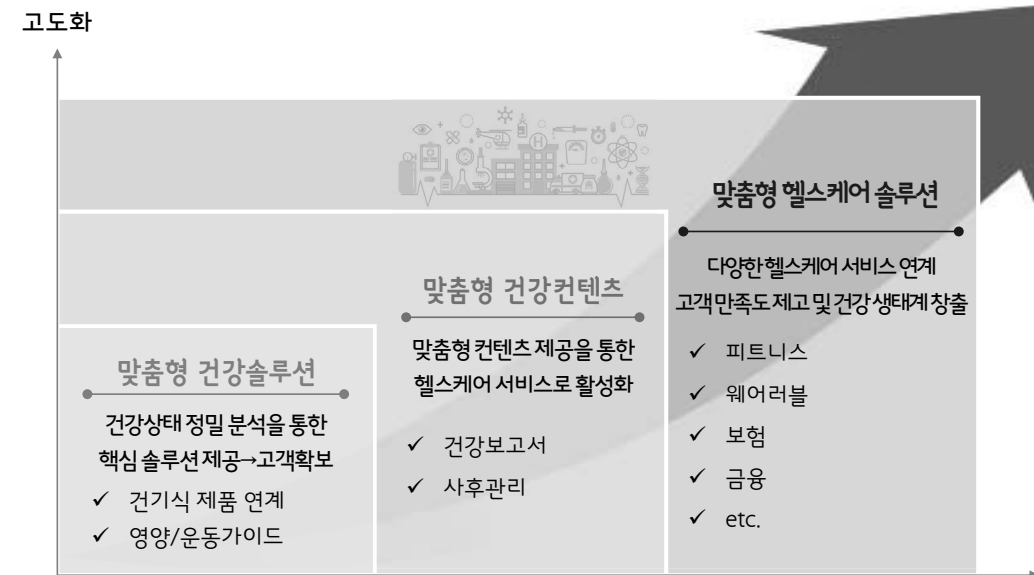 고도화
맞춤형 건강솔루션
건강상태 정밀 분석을 통한
핵심 솔루션 제공→고객확보
✓ 건기식 제품 연계
✓ 영양/운동가이드
맞춤형 건강컨텐츠
맞춤형 컨텐츠 제공을 통한
헬스케어 서비스로 활성화
✓ 건강보고서
✓ 사후관리
맞춤형 헬스케어 솔루션
다양한 헬스케어 서비스 연계
고객 만족도 제고 및 건강 생태계 창출
✓ 피트니스
✓ 웨어러블
✓ 보험
✓ 금융
✓ etc.
H